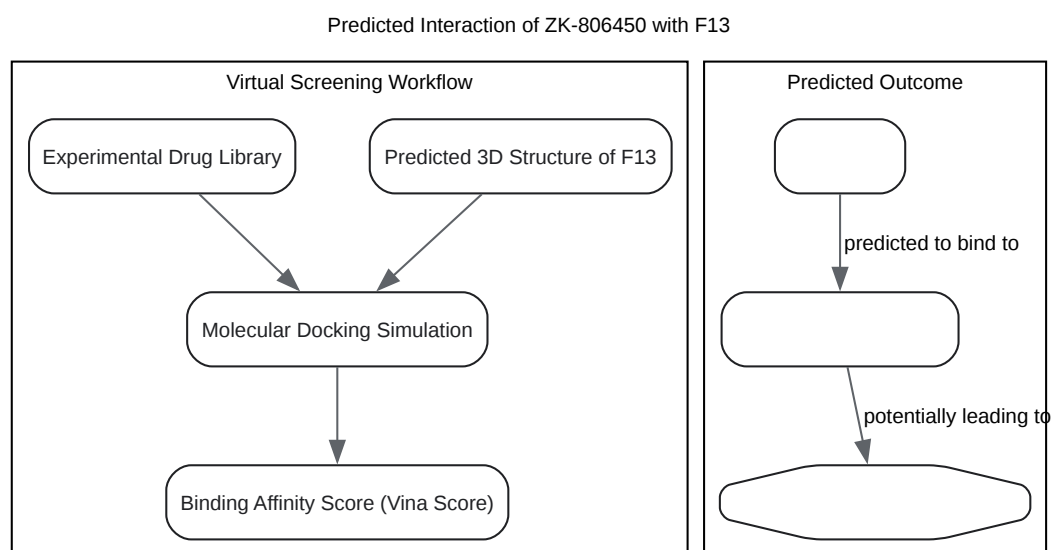 Predicted Interaction of ZK-806450 with F13
Virtual Screening Workflow
Experimental Drug Library
Predicted 3D Structure of F13
Molecular Docking Simulation
Binding Affinity Score (Vina Score)
Predicted Outcome
predicted to bind to
potentially leading to